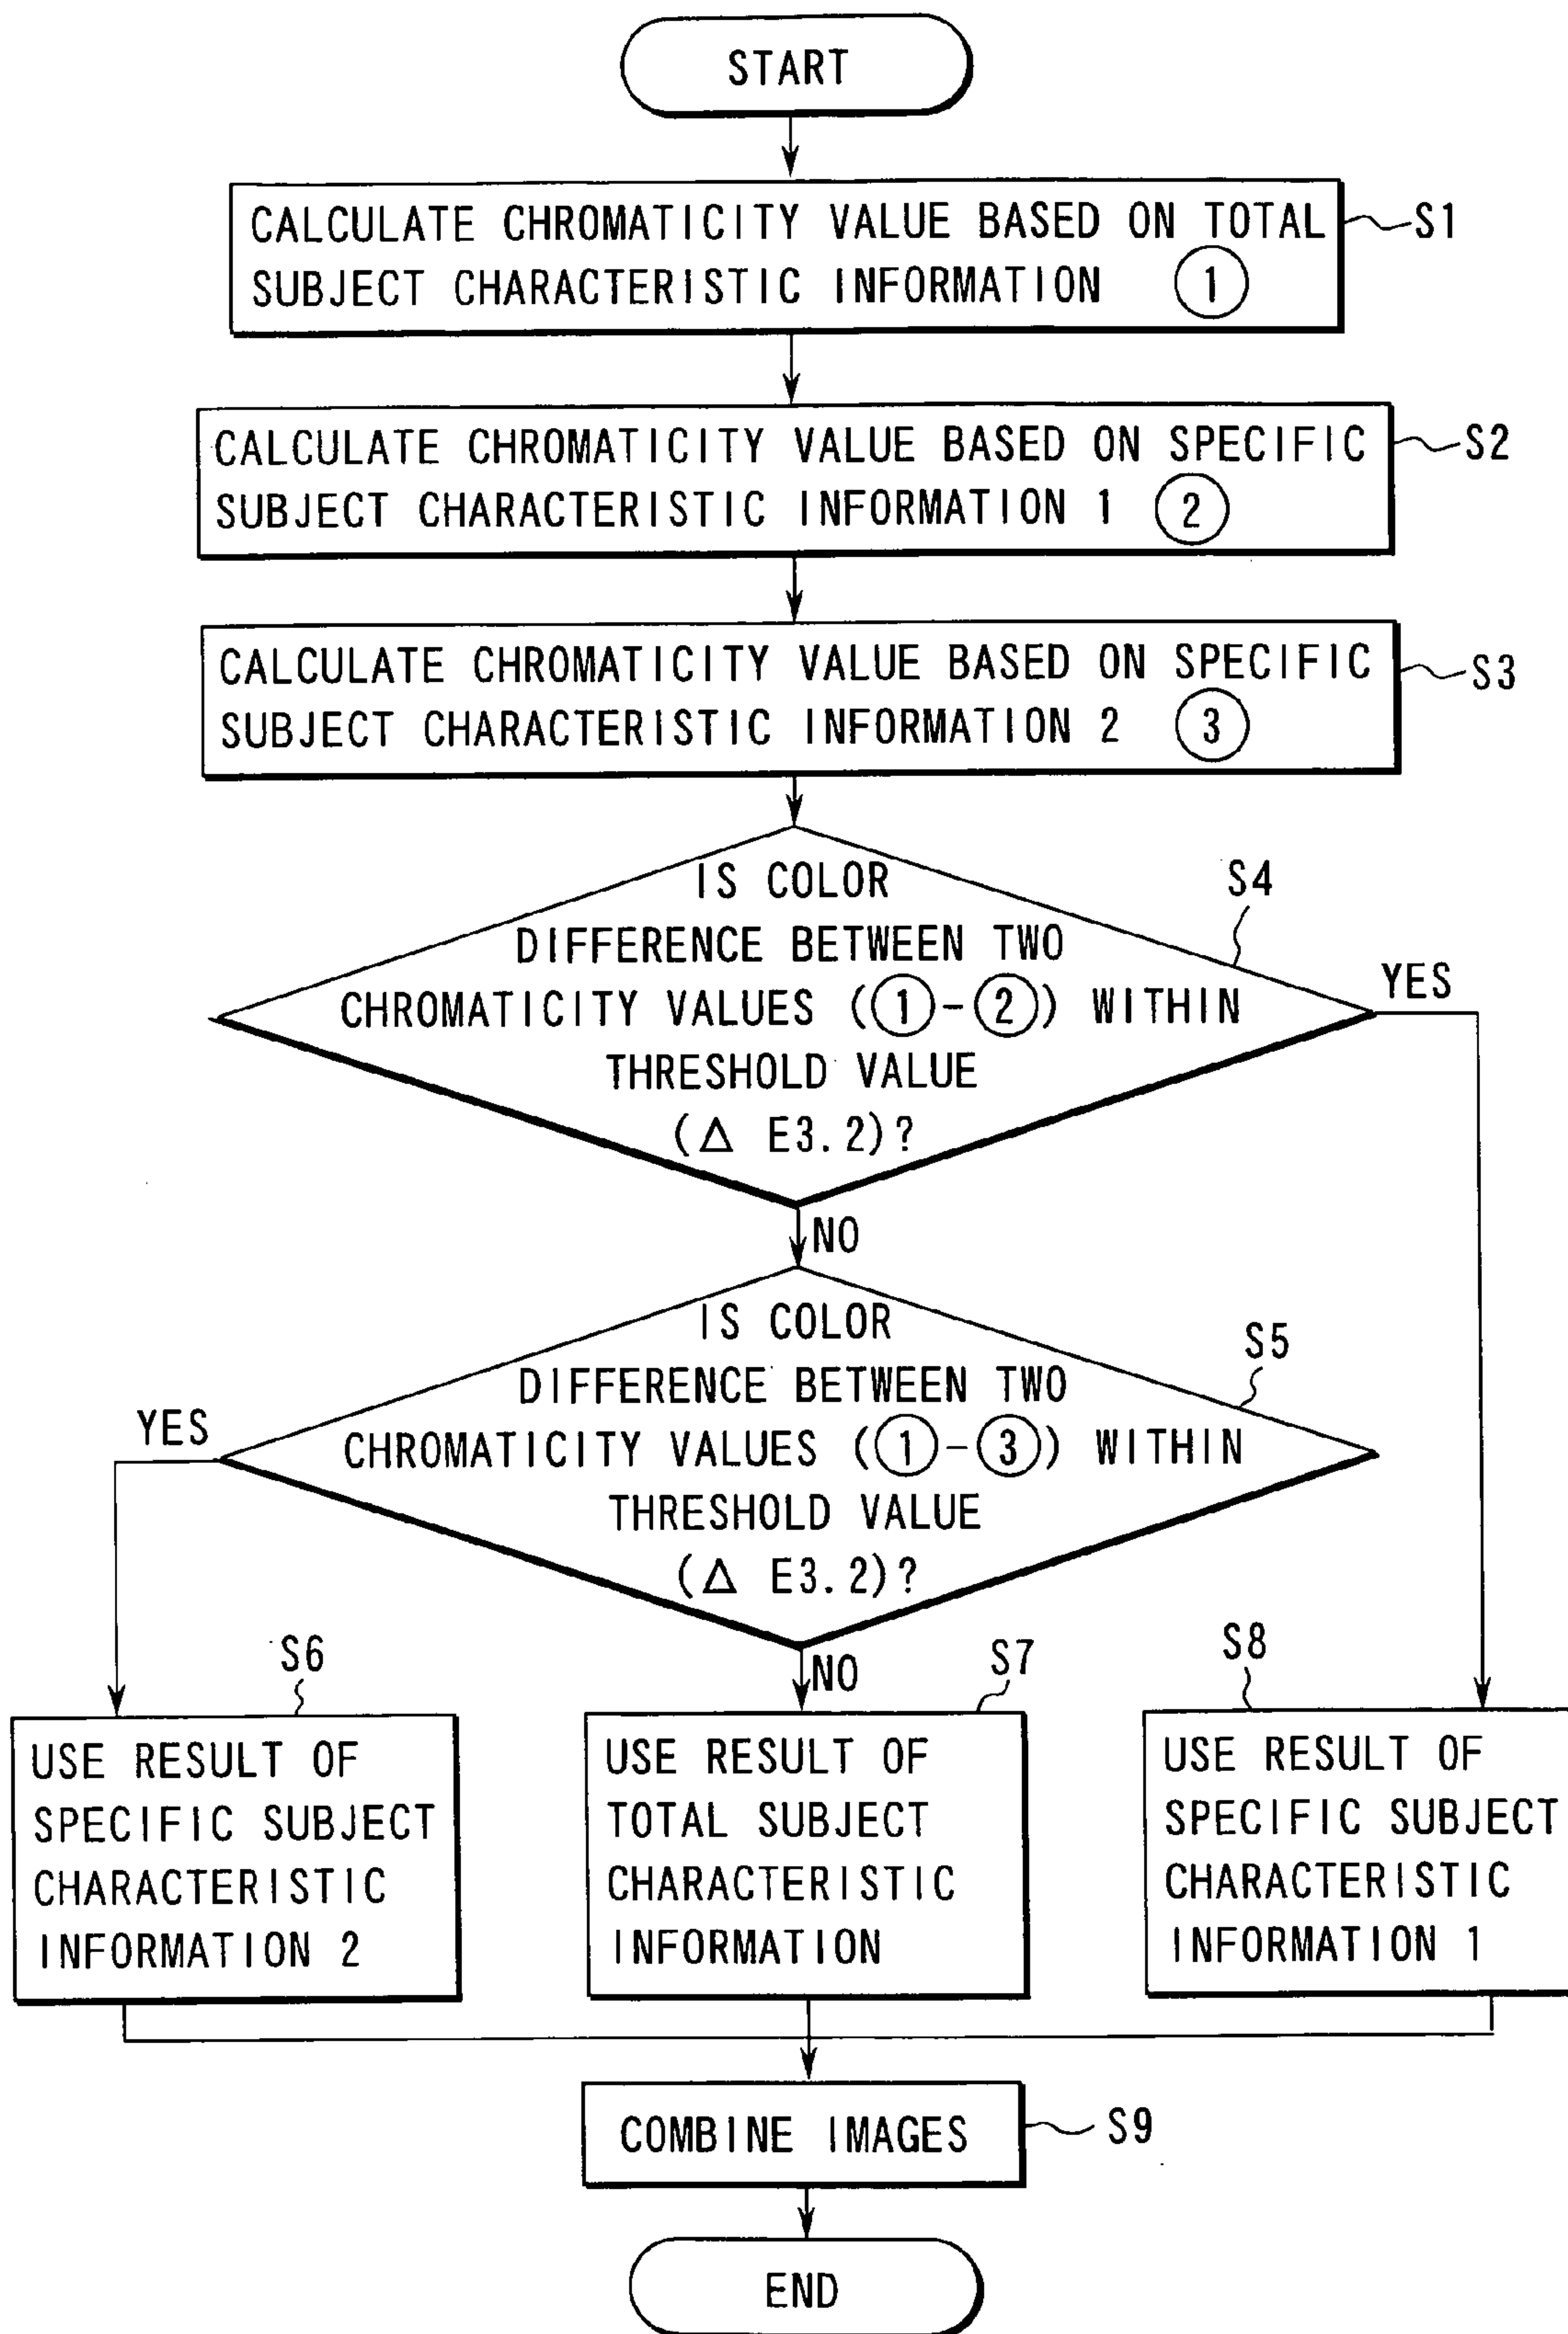 START
CALCULATE CHROMATICITY VALUE BASED ON TOTAL
SUBJECT CHARACTERISTIC INFORMATION ①
S1
CALCULATE CHROMATICITY VALUE BASED ON SPECIFIC
SUBJECT CHARACTERISTIC INFORMATION 1 ②
S2
CALCULATE CHROMATICITY VALUE BASED ON SPECIFIC
SUBJECT CHARACTERISTIC INFORMATION 2 ③
S3
IS COLOR
DIFFERENCE BETWEEN TWO
CHROMATICITY VALUES (①-②) WITHIN
THRESHOLD VALUE
(△ E3.2)?
S4
YES
NO
IS COLOR
DIFFERENCE BETWEEN TWO
CHROMATICITY VALUES (①-③) WITHIN
THRESHOLD VALUE
(△ E3.2)?
S5
YES
NO
S6
USE RESULT OF
SPECIFIC SUBJECT
CHARACTERISTIC
INFORMATION 2
S7
USE RESULT OF
TOTAL SUBJECT
CHARACTERISTIC
INFORMATION
S8
USE RESULT OF
SPECIFIC SUBJECT
CHARACTERISTIC
INFORMATION 1
COMBINE IMAGES
S9
END